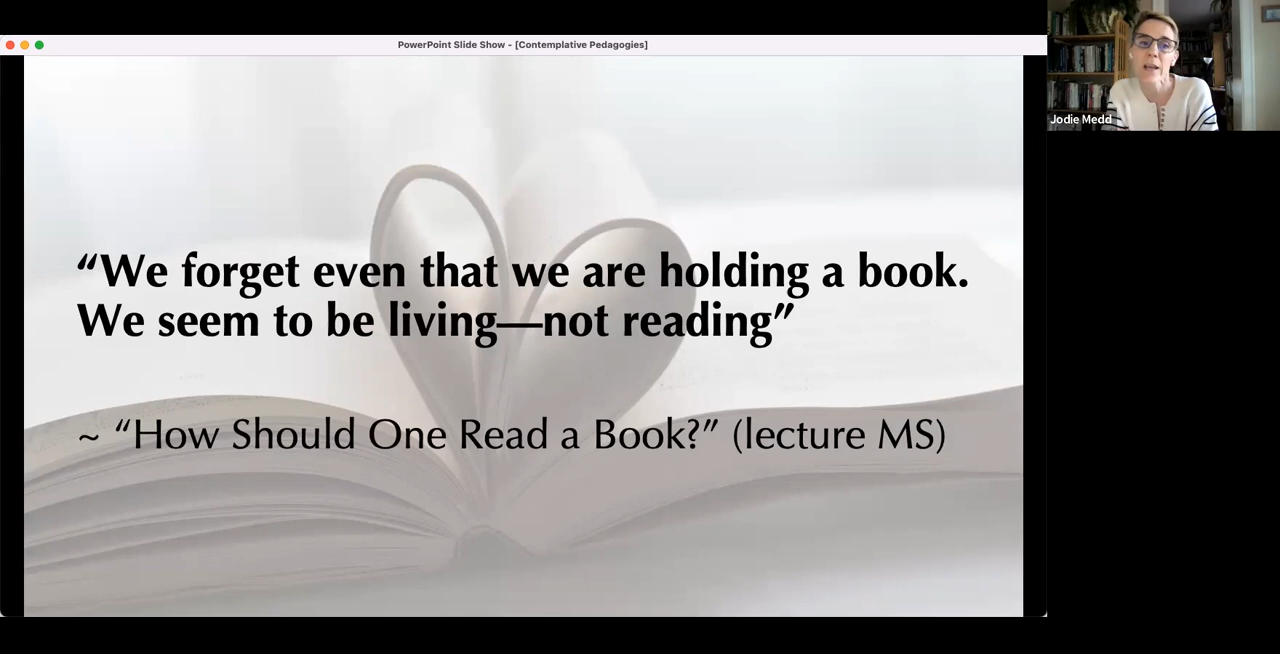 PowerPoint Slide Show - [Contemplative Pedagogies]
“We forget even that we are holding a book.
We seem to be living—not reading”
~ “How Should One Read a Book?” (lecture MS)
Jodie Medd